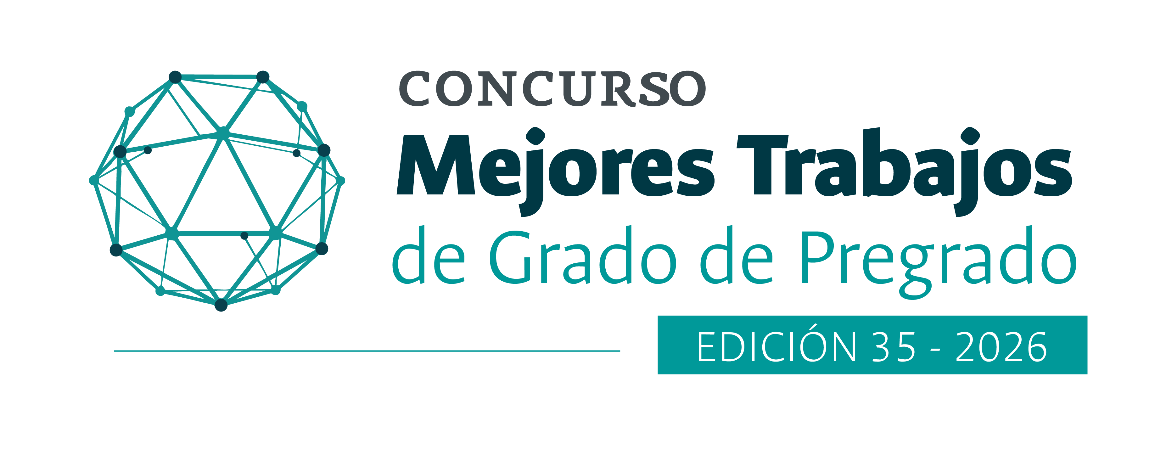 CONCURSO
Mejores Trabajos
de Grado de Pregrado
EDICIÓN 35 - 2026